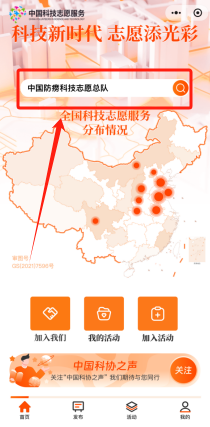 中国科技志愿服务
科技新时代 志愿添光彩
中国防痨科技志愿总队
全国科技志愿服务
分布情况
加入我们
我的活动
加入活动
中国科协之声
关注“中国科协之声”我们期待与您同行
关注
首页
发布
活动
我的